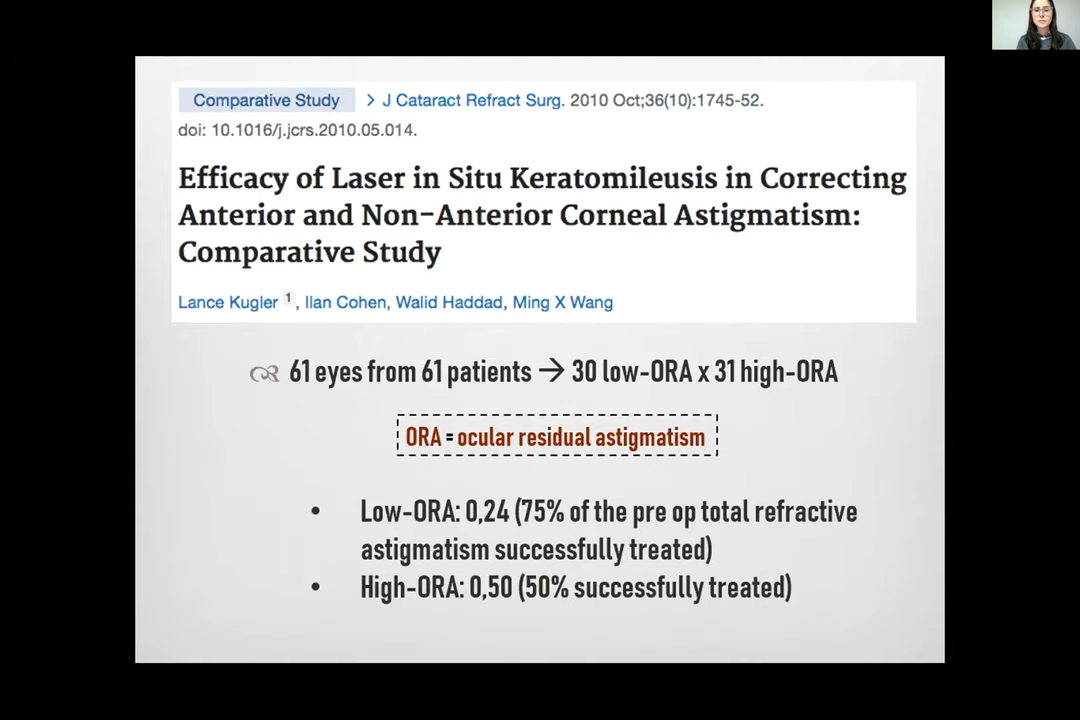 Comparative Study > J Cataract Refract Surg. 2010 Oct;36(10):1745-52.
doi: 10.1016/j.jcrs.2010.05.014.
Efficacy of Laser in Situ Keratomileusis in Correcting
Anterior and Non-Anterior Corneal Astigmatism:
Comparative Study
Lance Kugler 1, Ilan Cohen, Walid Haddad, Ming X Wang
61 eyes from 61 patients → 30 low-ORA x 31 high-ORA
ORA = ocular residual astigmatism
• Low-ORA: 0,24 (75% of the pre op total refractive
astigmatism successfully treated)
• High-ORA: 0,50 (50% successfully treated)